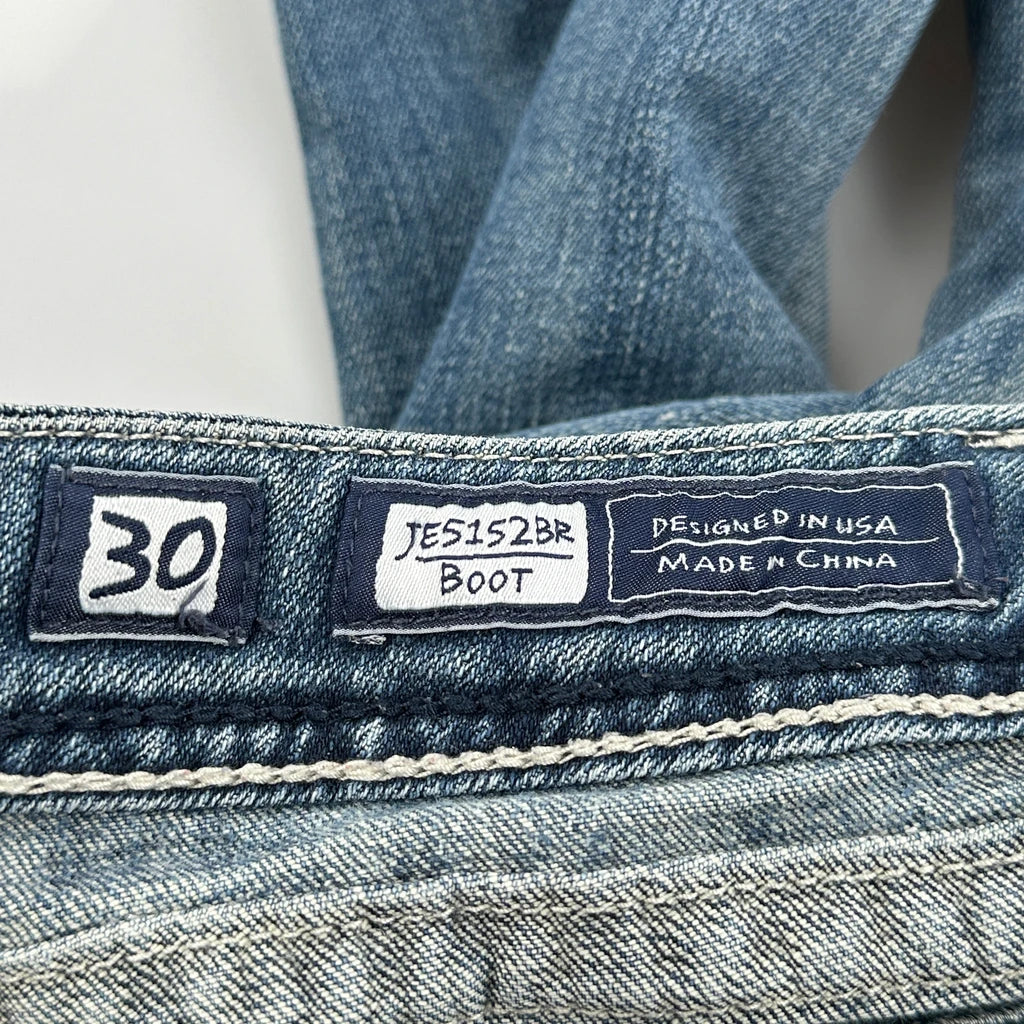 30
JE5152BR
BOOT
DESIGNED IN USA
MADE IN CHINA